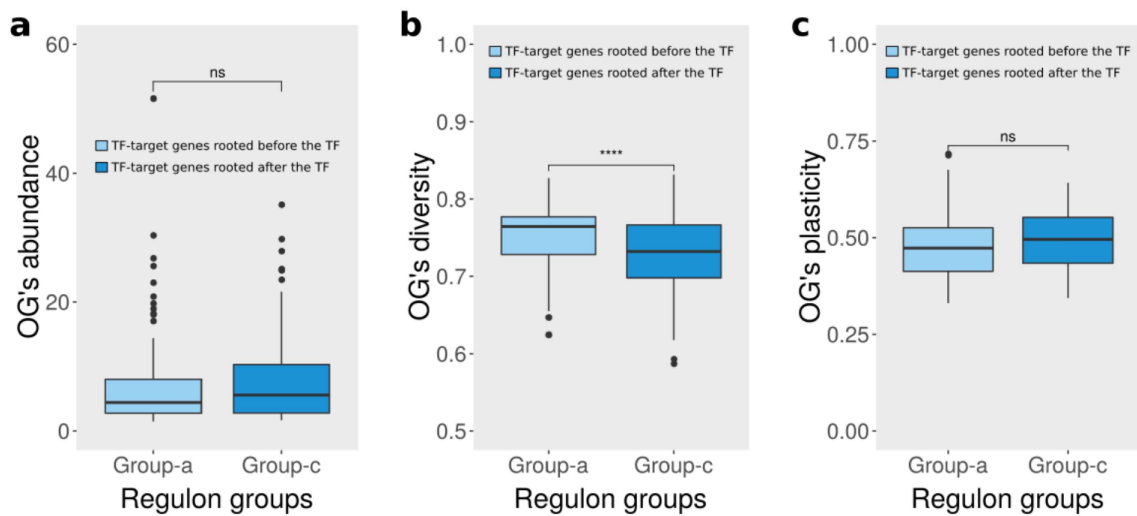 a
OG's abundance
60
40
20
0
ns
TF-target genes rooted before the TF
TF-target genes rooted after the TF
Group-a
Group-c
Regulon groups
b
OG's diversity
1.0
0.9
0.8
0.7
0.6
0.5
TF-target genes rooted before the TF
TF-target genes rooted after the TF
****
Group-a
Group-c
Regulon groups
c
OG's plasticity
1.00
0.75
0.50
0.25
0.00
TF-target genes rooted before the TF
TF-target genes rooted after the TF
ns
Group-a
Group-c
Regulon groups